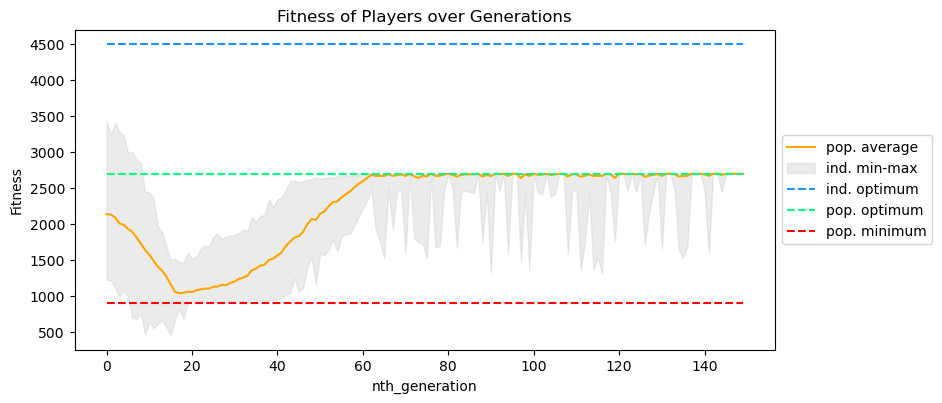 Fitness of Players over Generations
Fitness
4500
4000
3500
3000
2500
2000
1500
1000
500
0
20
40
60
80
100
120
140
nth_generation
pop. average
ind. min-max
ind. optimum
pop. optimum
pop. minimum